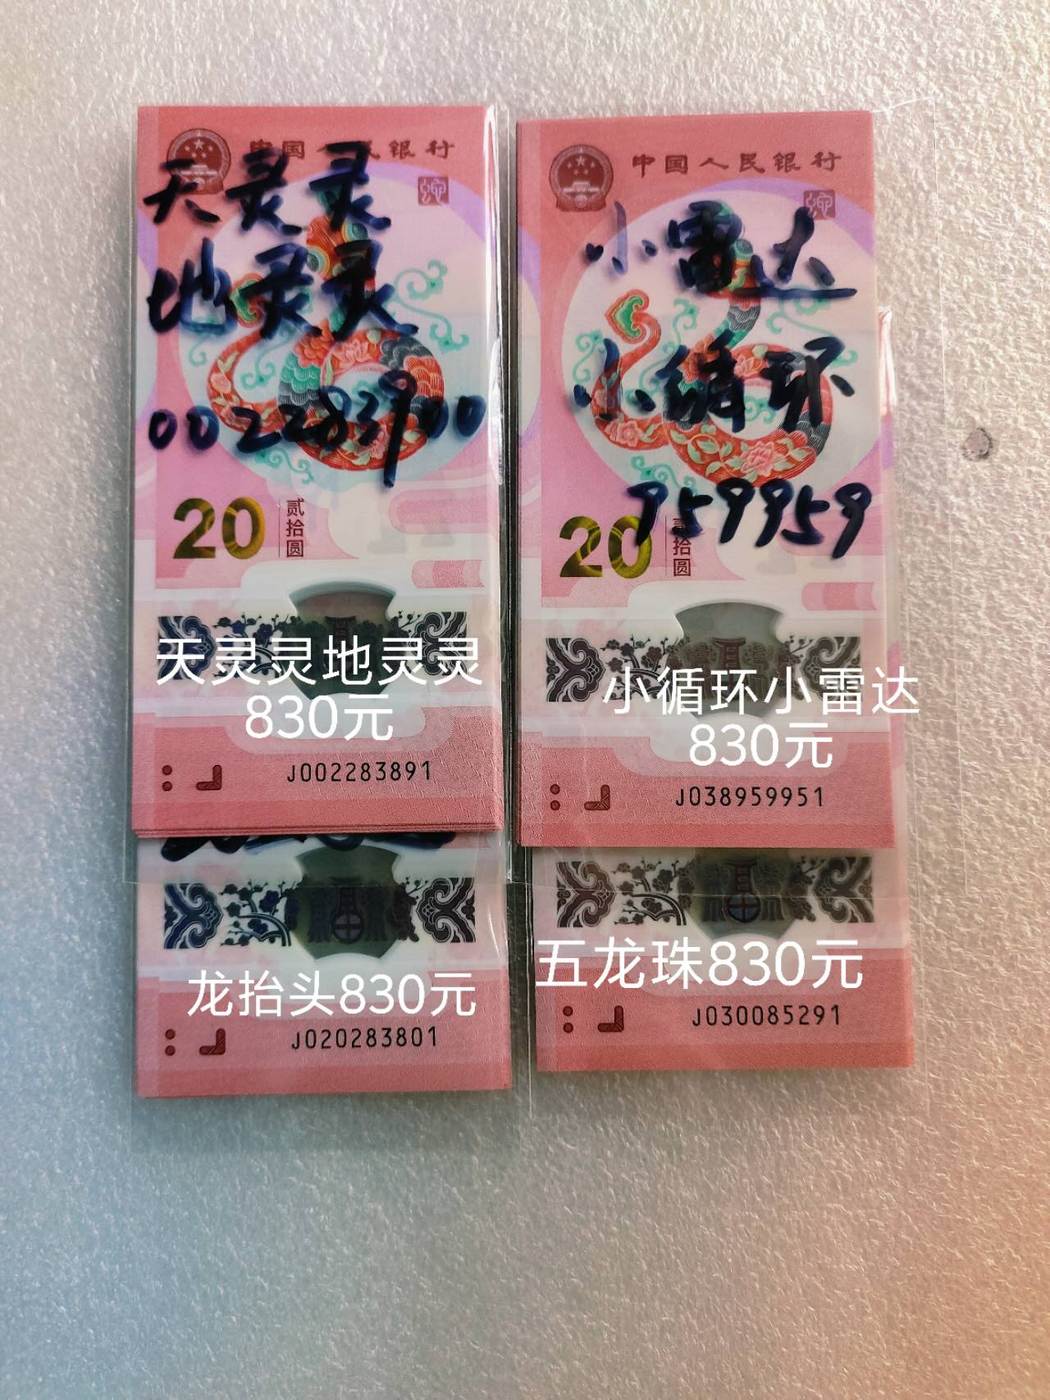 中国人民银行
天灵灵
地灵灵
002283900
20
贰拾圆
天灵灵地灵灵
830元
J002283891
龙抬头830元
J020283801
中国人民银行
小雷达
小循环
959959
20
贰拾圆
小循环小雷达
830元
J038959951
五龙珠830元
J030085291